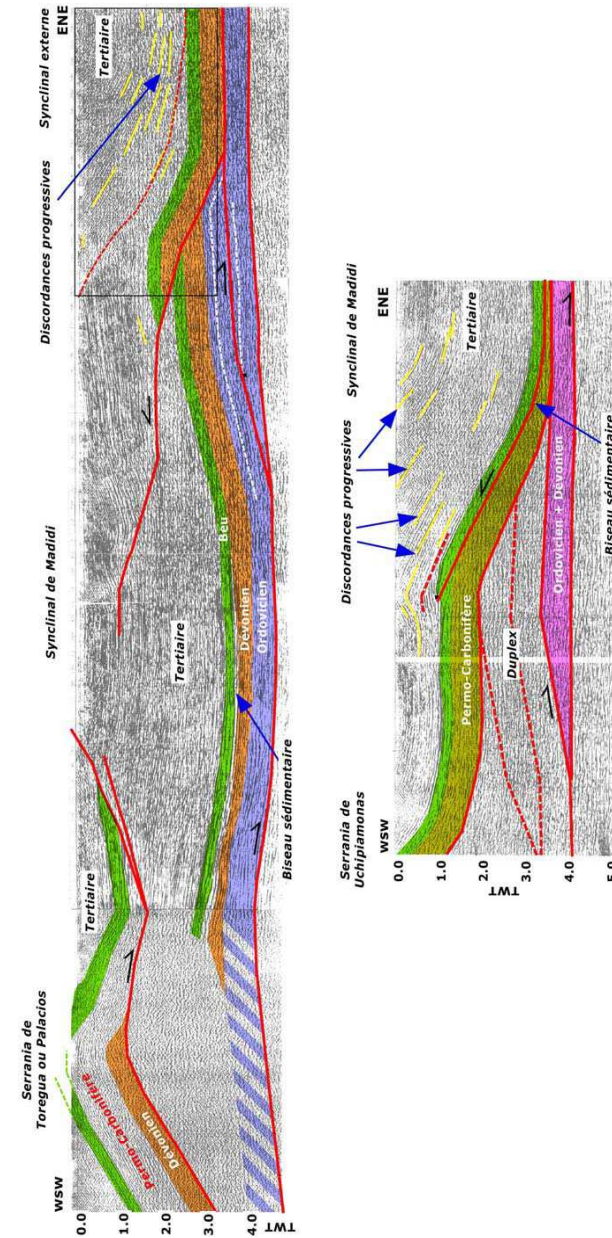 WSW
Serrania de
Toregua ou Palacios
Synclinal de Madidi
Discordances progressives
Synclinal externe
ENE
0.0
1.0
2.0
3.0
4.0
TWT
Permo-Carbonifère
Dévonien
Tertiaire
Tertiaire
Beu
Dévonien
Ordovicien
Biseau sédimentaire
Tertiaire
Serrania de
Uchipiamonas
WSW
Discordances progressives
Synclinal de Madidi
ENE
0.0
1.0
2.0
3.0
4.0
5.0
TWT
Permo-Carbonifère
Duplex
Ordovicien + Dévonien
Tertiaire
Biseau sédimentaire